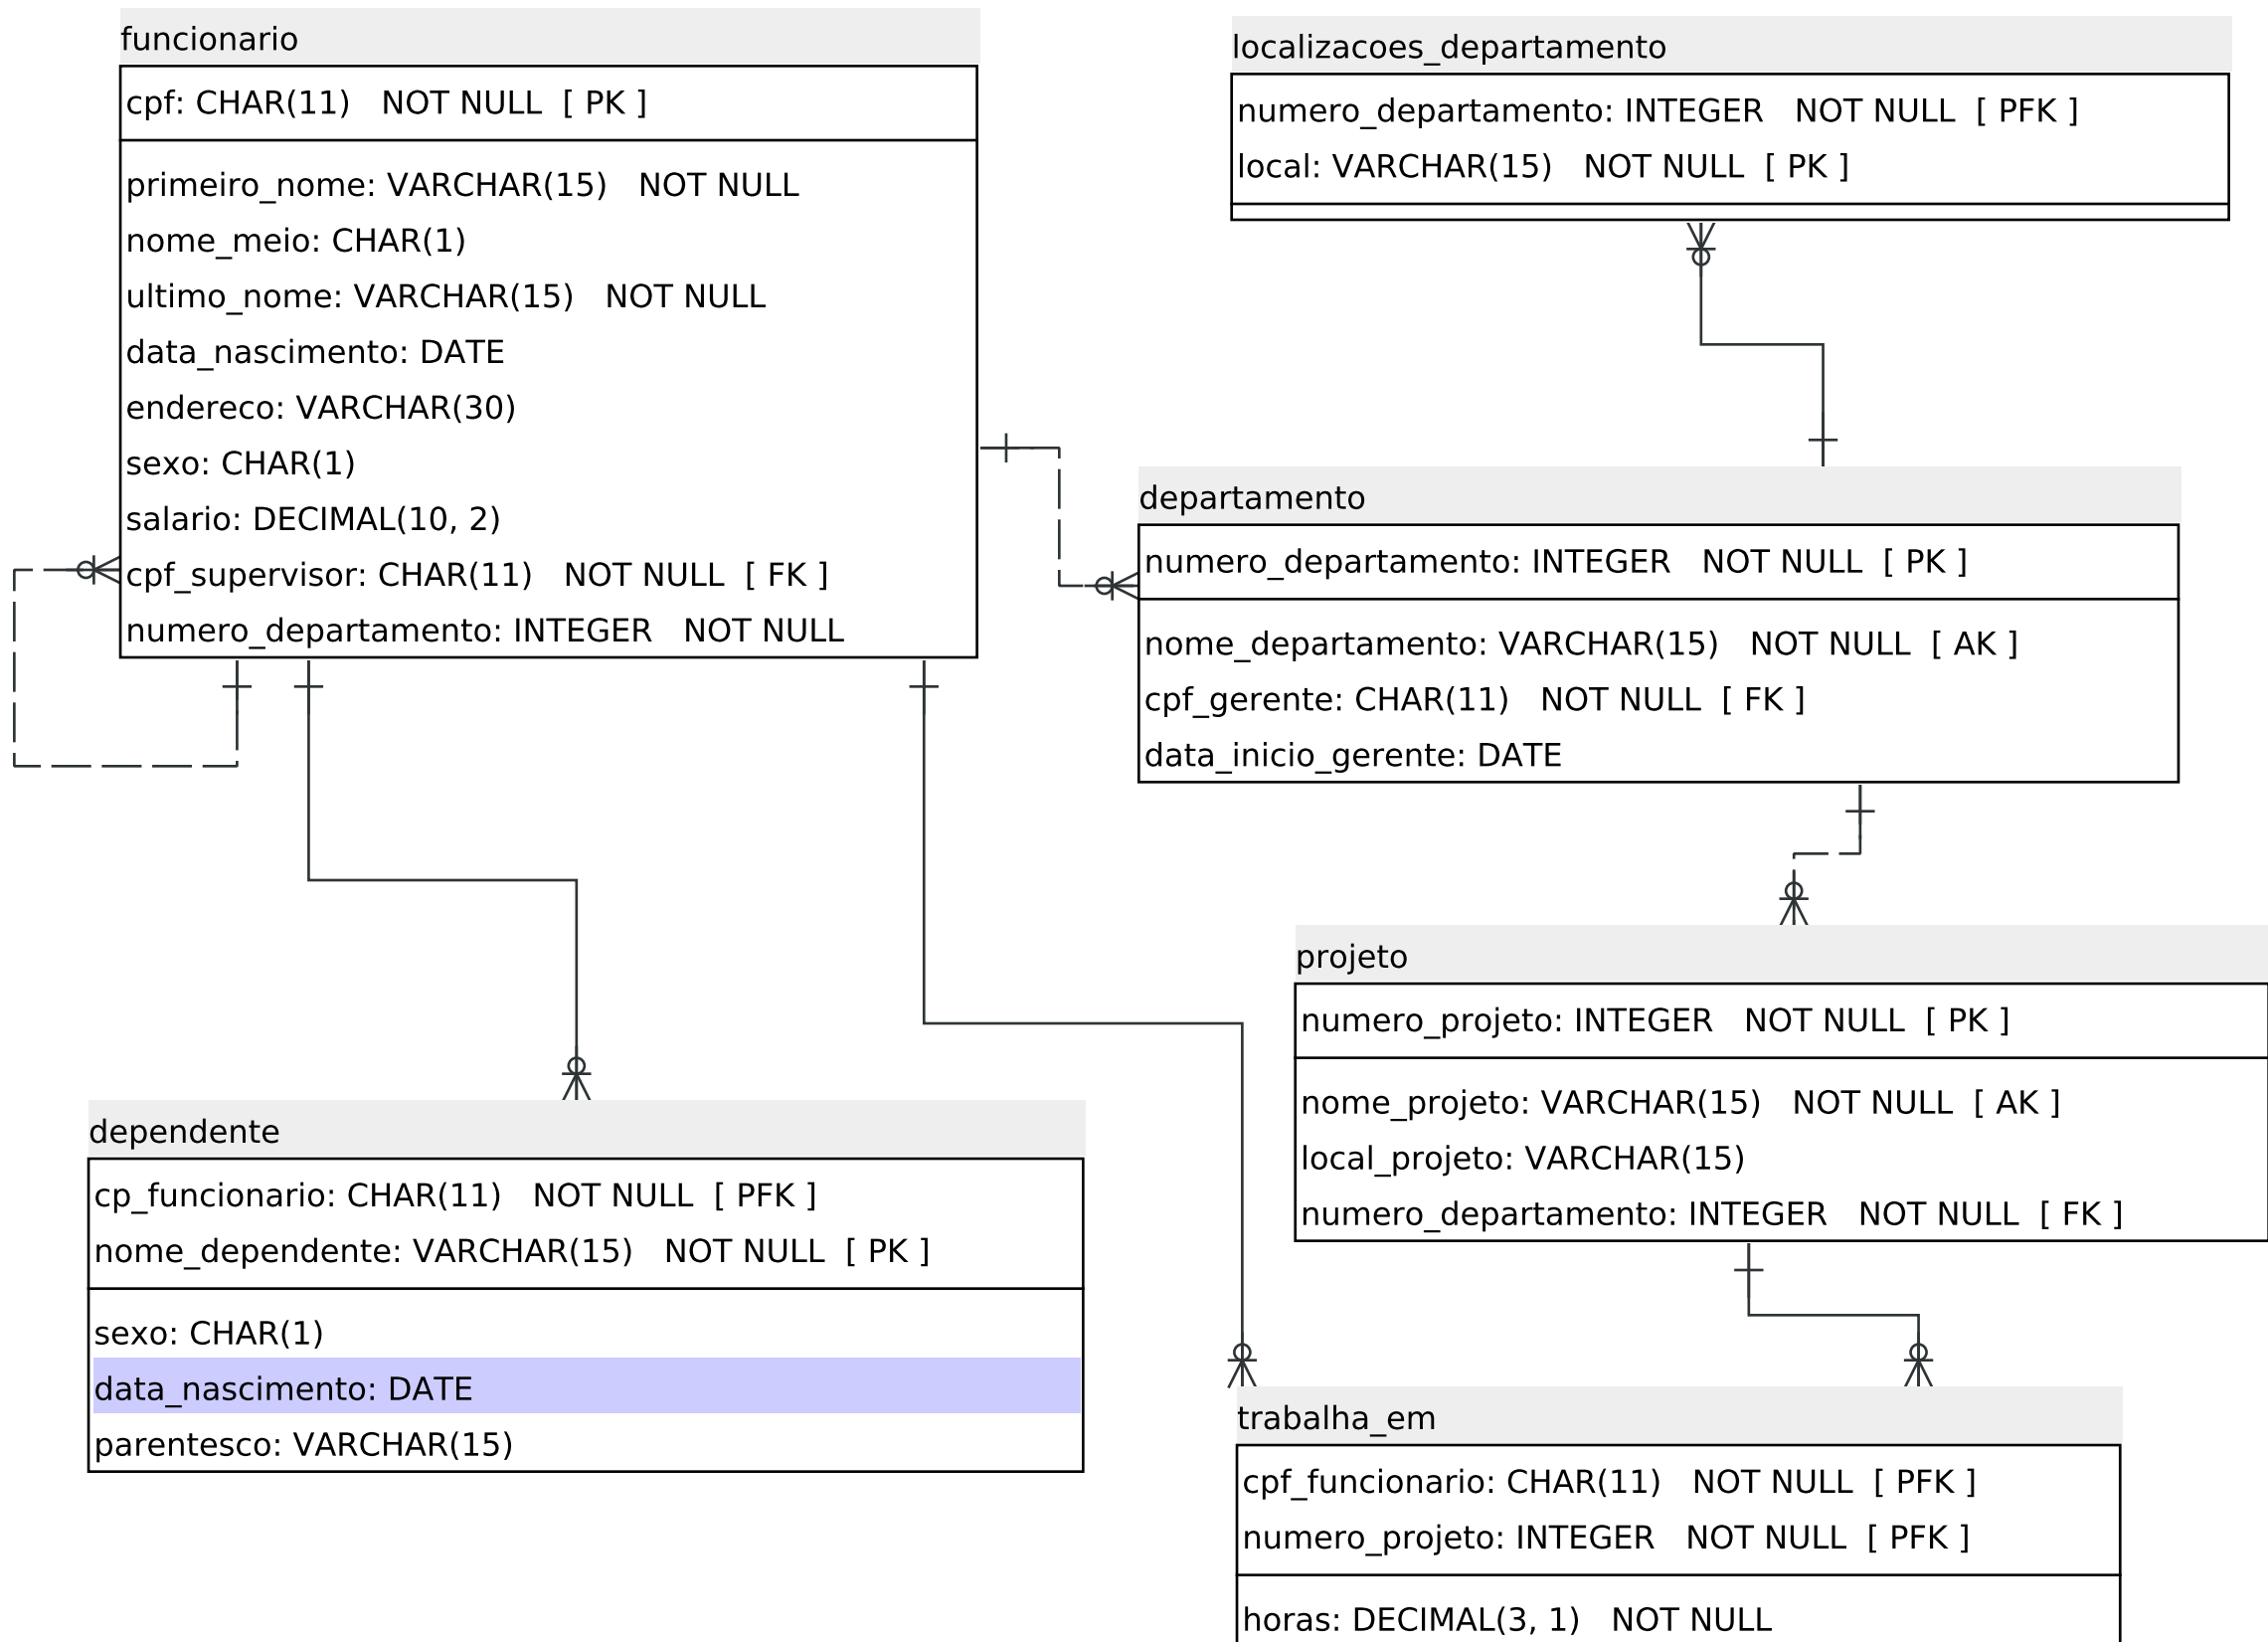 funcionario
cpf: CHAR(11) NOT NULL [ PK ]
primeiro_nome: VARCHAR(15) NOT NULL
nome_meio: CHAR(1)
ultimo_nome: VARCHAR(15) NOT NULL
data_nascimento: DATE
endereco: VARCHAR(30)
sexo: CHAR(1)
salario: DECIMAL(10, 2)
cpf_supervisor: CHAR(11) NOT NULL [ FK ]
numero_departamento: INTEGER NOT NULL
localizacoes_departamento
numero_departamento: INTEGER NOT NULL [ PFK ]
local: VARCHAR(15) NOT NULL [ PK ]
departamento
numero_departamento: INTEGER NOT NULL [ PK ]
nome_departamento: VARCHAR(15) NOT NULL [ AK ]
cpf_gerente: CHAR(11) NOT NULL [ FK ]
data_inicio_gerente: DATE
projeto
numero_projeto: INTEGER NOT NULL [ PK ]
nome_projeto: VARCHAR(15) NOT NULL [ AK ]
local_projeto: VARCHAR(15)
numero_departamento: INTEGER NOT NULL [ FK ]
dependente
cp_funcionario: CHAR(11) NOT NULL [ PFK ]
nome_dependente: VARCHAR(15) NOT NULL [ PK ]
sexo: CHAR(1)
data_nascimento: DATE
parentesco: VARCHAR(15)
trabalha_em
cpf_funcionario: CHAR(11) NOT NULL [ PFK ]
numero_projeto: INTEGER NOT NULL [ PFK ]
horas: DECIMAL(3, 1) NOT NULL